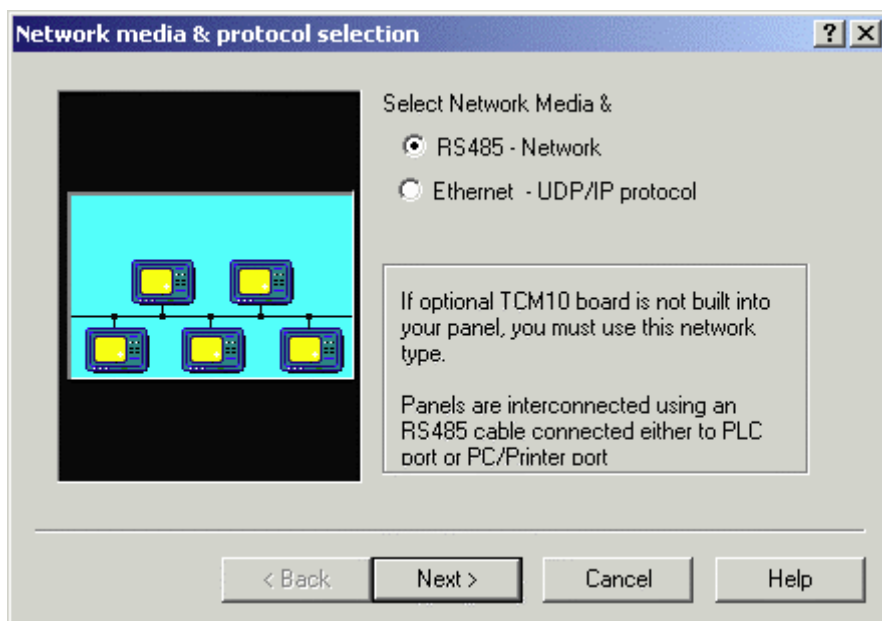 Network media & protocol selection
Select Network Media &
RS485 - Network
Ethernet - UDP/IP protocol
If optional TCM10 board is not built into
your panel, you must use this network
type.
Panels are interconnected using an
RS485 cable connected either to PLC
port or PC/Printer port
< Back
Next >
Cancel
Help